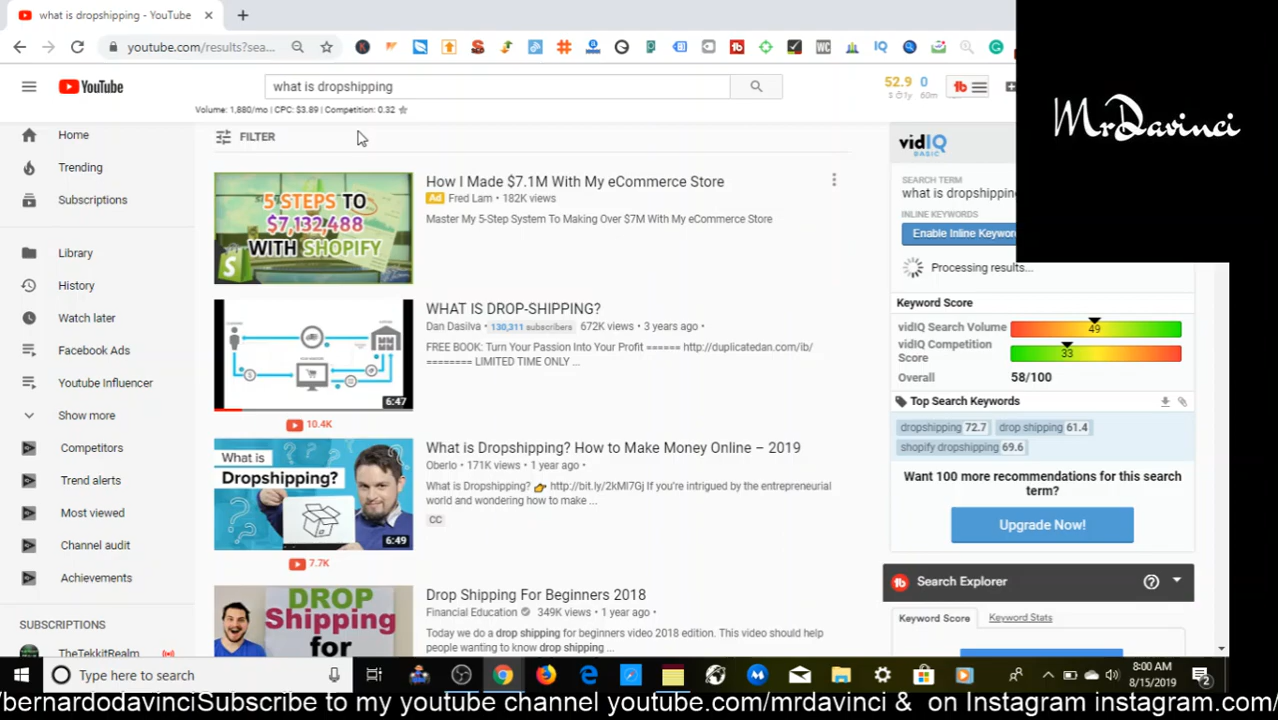 what is dropshipping - YouTube
youtube.com/results?sea...
YouTube
what is dropshipping
Volume: 1,880/mo | CPC: $3.89 | Competition: 0.32
52.9 0
60m
MrDavinci
Home
Trending
Subscriptions
Library
History
Watch later
Facebook Ads
Youtube Influencer
Show more
Competitors
Trend alerts
Most viewed
Channel audit
Achievements
SUBSCRIPTIONS
TheTekkitRealm
FILTER
5 STEPS TO
$7,132,488
WITH SHOPIFY
How I Made $7.1M With My eCommerce Store
Ad Fred Lam • 182K views
Master My 5-Step System To Making Over $7M With My eCommerce Store
6:47
10.4K
WHAT IS DROP-SHIPPING?
Dan Dasilva • 130,311 subscribers 672K views • 3 years ago •
FREE BOOK: Turn Your Passion Into Your Profit ====== http://duplicatedan.com/ib/
======== LIMITED TIME ONLY ...
What is
Dropshipping?
6:49
7.7K
What is Dropshipping? How to Make Money Online – 2019
Oberlo • 171K views • 1 year ago •
What is Dropshipping? 👉 http://bit.ly/2kMI7Gj If you're intrigued by the entrepreneurial
world and wondering how to make ...
CC
DROP
Shipping
for
Drop Shipping For Beginners 2018
Financial Education • 349K views • 1 year ago •
Today we do a drop shipping for beginners video 2018 edition. This video should help
people wanting to know drop shipping ...
vidIQ
BASIC
SEARCH TERM
what is dropshippin
INLINE KEYWORDS
Enable Inline Keywor
Processing results...
Keyword Score
vidIQ Search Volume 49
vidIQ Competition
Score 33
Overall 58/100
Top Search Keywords
dropshipping 72.7 drop shipping 61.4
shopify dropshipping 69.6
Want 100 more recommendations for this search
term?
Upgrade Now!
Search Explorer
Keyword Score Keyword Stats
Type here to search
8:00 AM
8/15/2019
2
/bernardodavinciSubscribe to my youtube channel youtube.com/mrdavinci & on Instagram instagram.com/